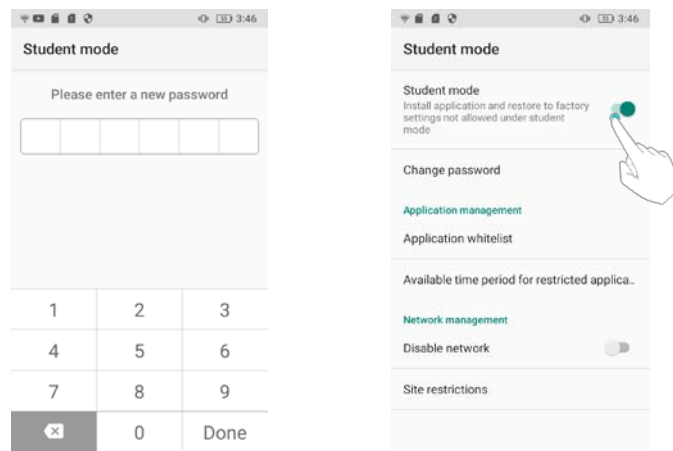 3:46
Student mode
Please enter a new password
1 2 3
4 5 6
7 8 9
0 Done
3:46
Student mode
Student mode
Install application and restore to factory
settings not allowed under student
mode
Change password
Application management
Application whitelist
Available time period for restricted applica..
Network management
Disable network
Site restrictions